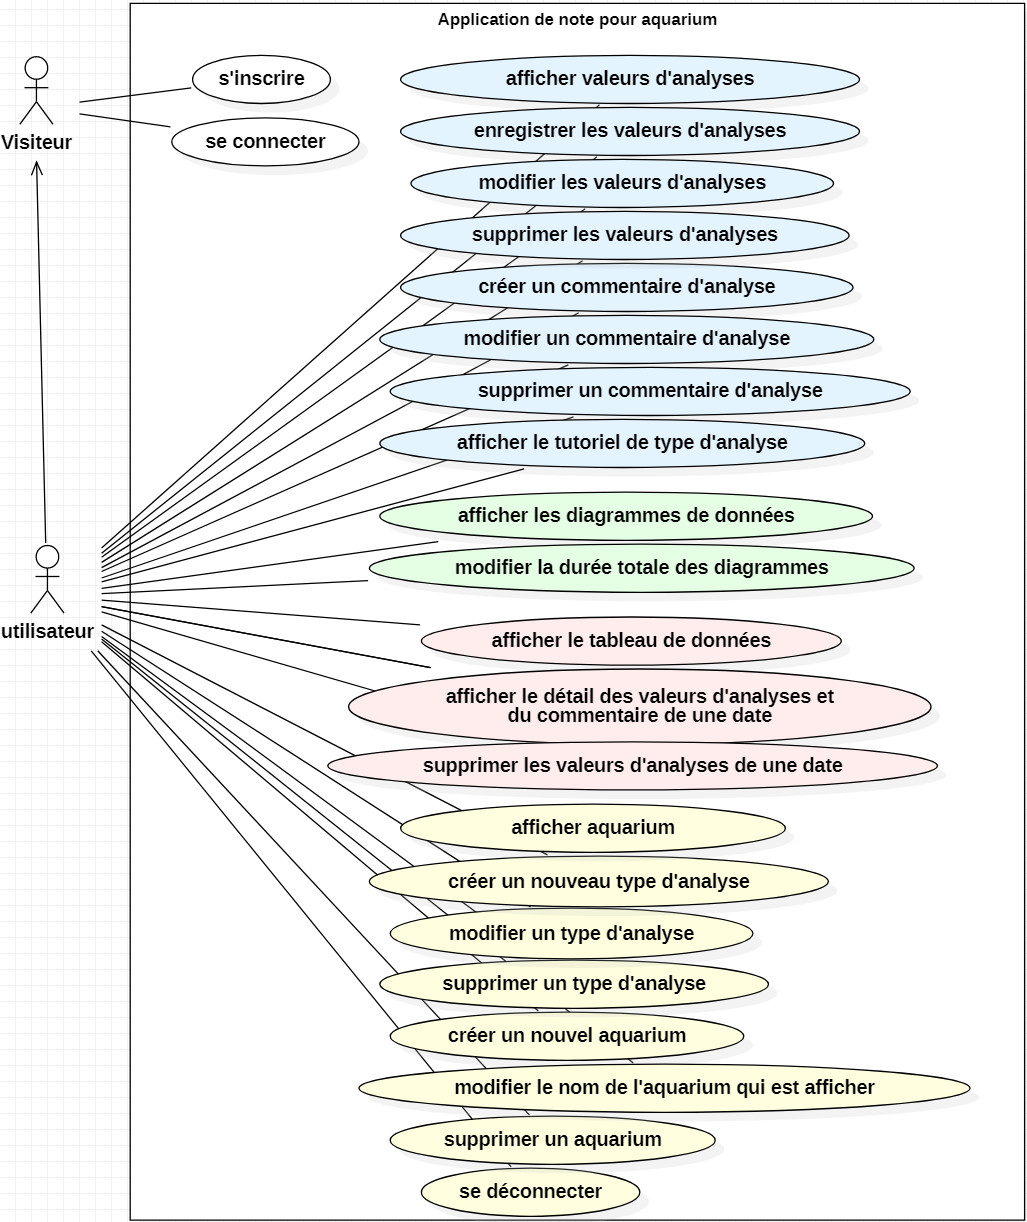 Application de note pour aquarium
s'inscrire
se connecter
Visiteur
afficher valeurs d'analyses
enregistrer les valeurs d'analyses
modifier les valeurs d'analyses
supprimer les valeurs d'analyses
créer un commentaire d'analyse
modifier un commentaire d'analyse
supprimer un commentaire d'analyse
afficher le tutoriel de type d'analyse
afficher les diagrammes de données
modifier la durée totale des diagrammes
utilisateur
afficher le tableau de données
afficher le détail des valeurs d'analyses et
du commentaire de une date
supprimer les valeurs d'analyses de une date
afficher aquarium
créer un nouveau type d'analyse
modifier un type d'analyse
supprimer un type d'analyse
créer un nouvel aquarium
modifier le nom de l'aquarium qui est afficher
supprimer un aquarium
se déconnecter